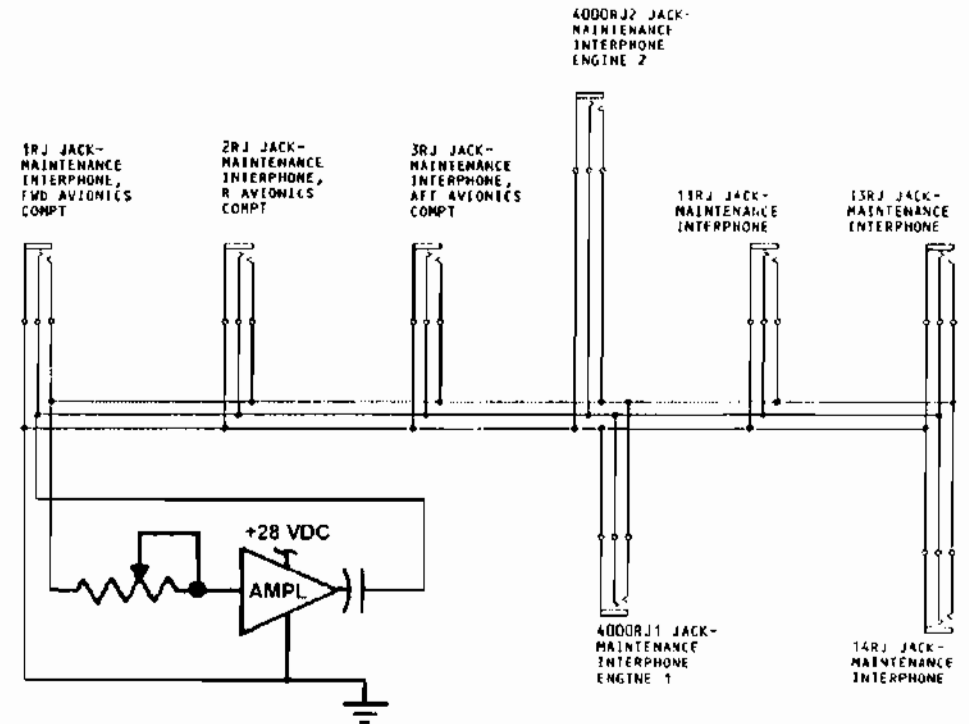 4000RJ2 JACK-
MAINTENANCE
INTERPHONE
ENGINE 2
1RJ JACK-
MAINTENANCE
INTERPHONE,
FWD AVIONICS
COMPT
2RJ JACK-
MAINTENANCE
INTERPHONE,
R AVIONICS
COMPT
3RJ JACK-
MAINTENANCE
INTERPHONE,
AFT AVIONICS
COMPT
11RJ JACK-
MAINTENANCE
INTERPHONE
13RJ JACK-
MAINTENANCE
INTERPHONE
+28 VDC
AMPL
4000RJ1 JACK-
MAINTENANCE
INTERPHONE
ENGINE 1
14RJ JACK-
MAINTENANCE
INTERPHONE